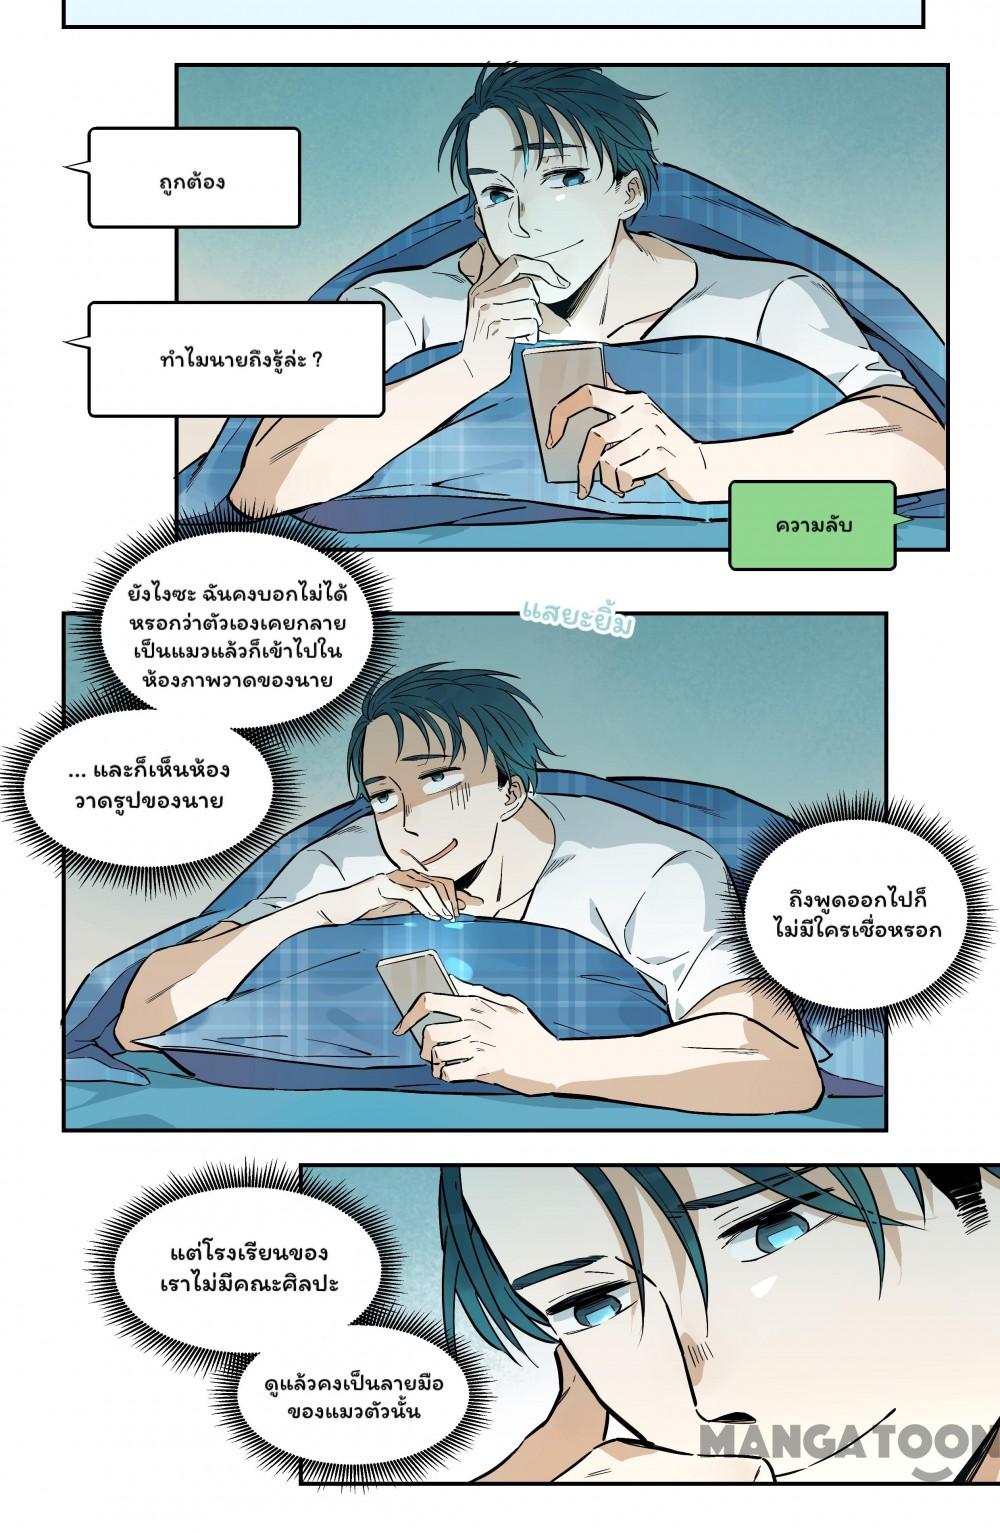 ถูกต้อง
ทำไมนายถึงรู้ล่ะ ?
ความลับ
ยังไงซะ ฉันคงบอกไม่ได้
หรอกว่าตัวเองเคยกลาย
เป็นแมวแล้วก็เข้าไปใน
ห้องภาพวาดของนาย
แสยะยิ้ม
... และก็เห็นห้อง
วาดรูปของนาย
ถึงพูดออกไปก็
ไม่มีใครเชื่อหรอก
แต่โรงเรียนของ
เราไม่มีคณะศิลปะ
ดูแล้วคงเป็นลายมือ
ของแมวตัวนั้น
MANGATOON